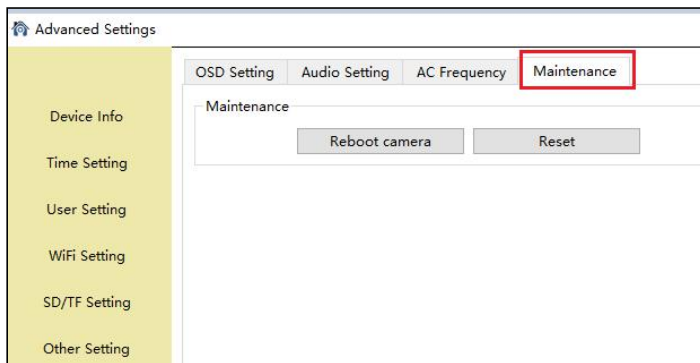 Advanced Settings
OSD Setting Audio Setting AC Frequency Maintenance
Maintenance
Reboot camera Reset
Device Info
Time Setting
User Setting
WiFi Setting
SD/TF Setting
Other Setting